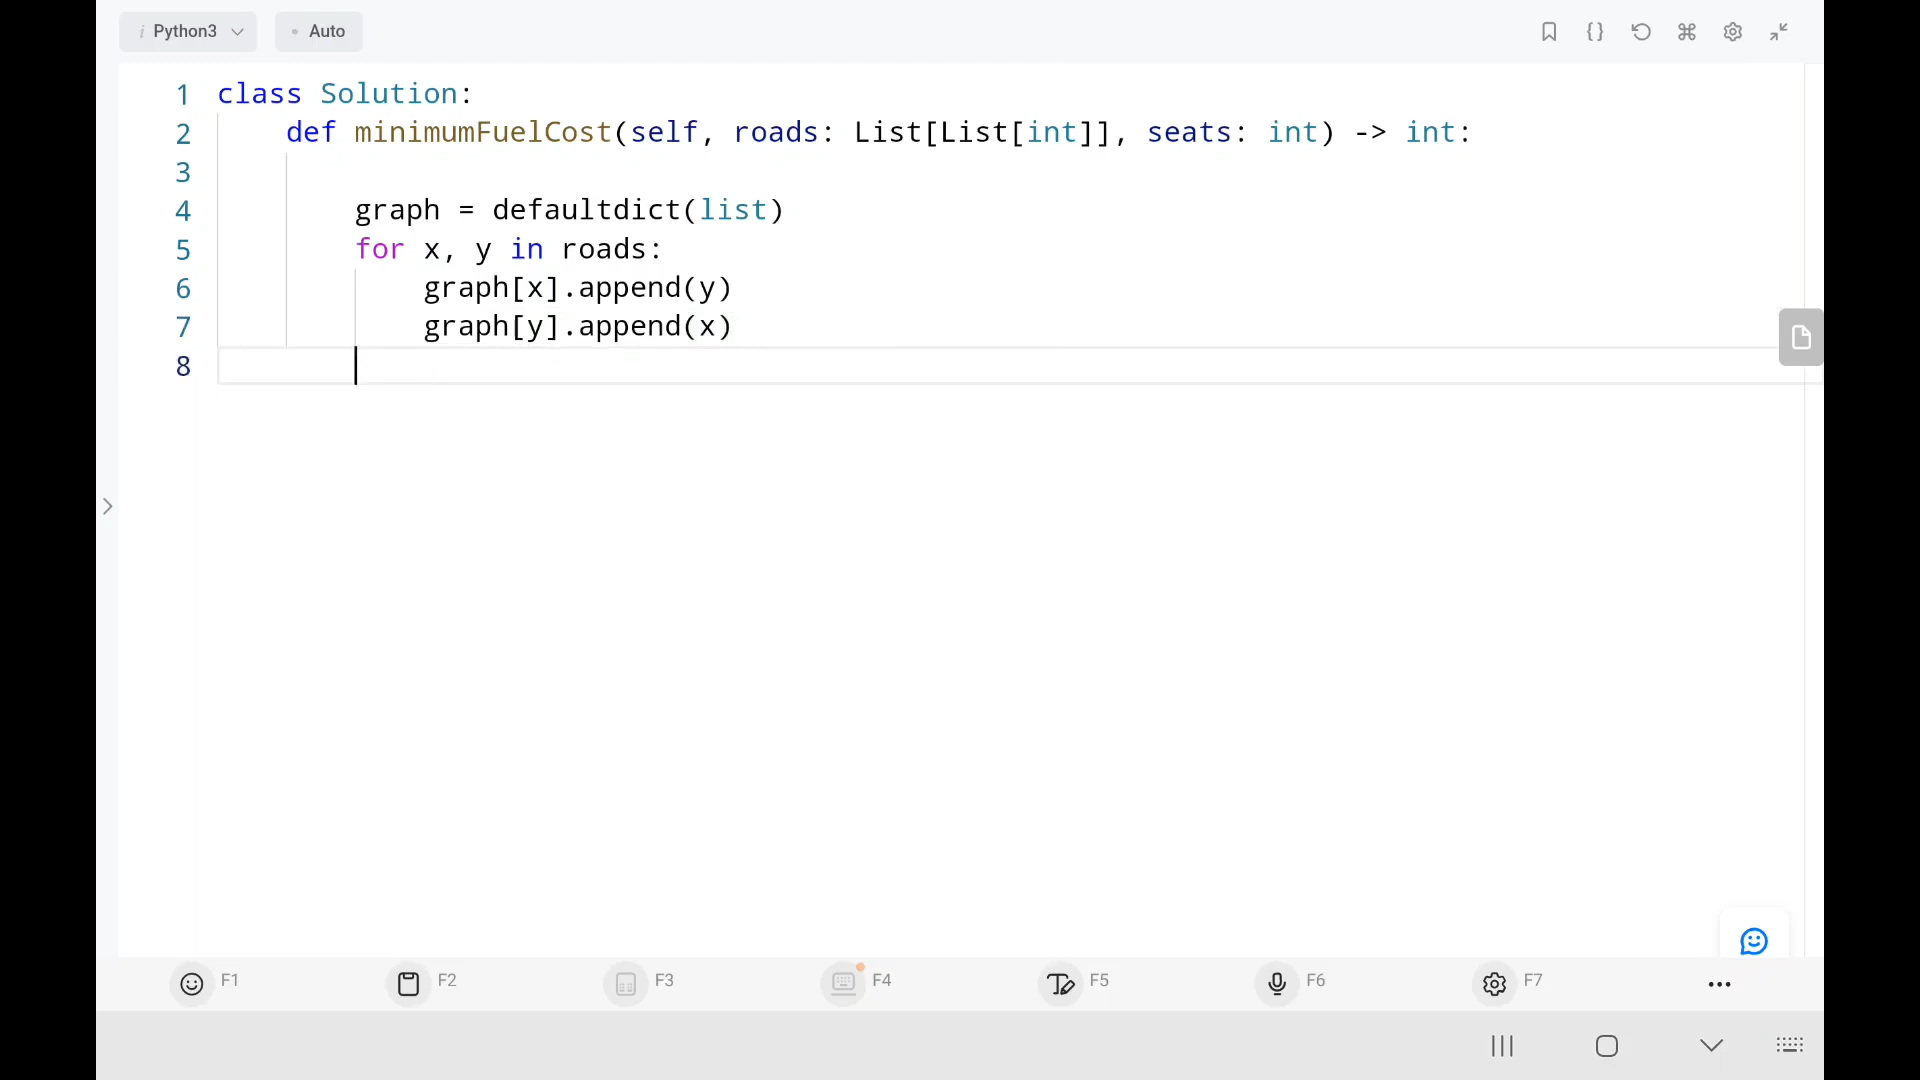 i Python3
Auto
1 class Solution:
2 def minimumFuelCost(self, roads: List[List[int]], seats: int) -> int:
3
4 graph = defaultdict(list)
5 for x, y in roads:
6 graph[x].append(y)
7 graph[y].append(x)
8
F1 F2 F3 F4 F5 F6 F7